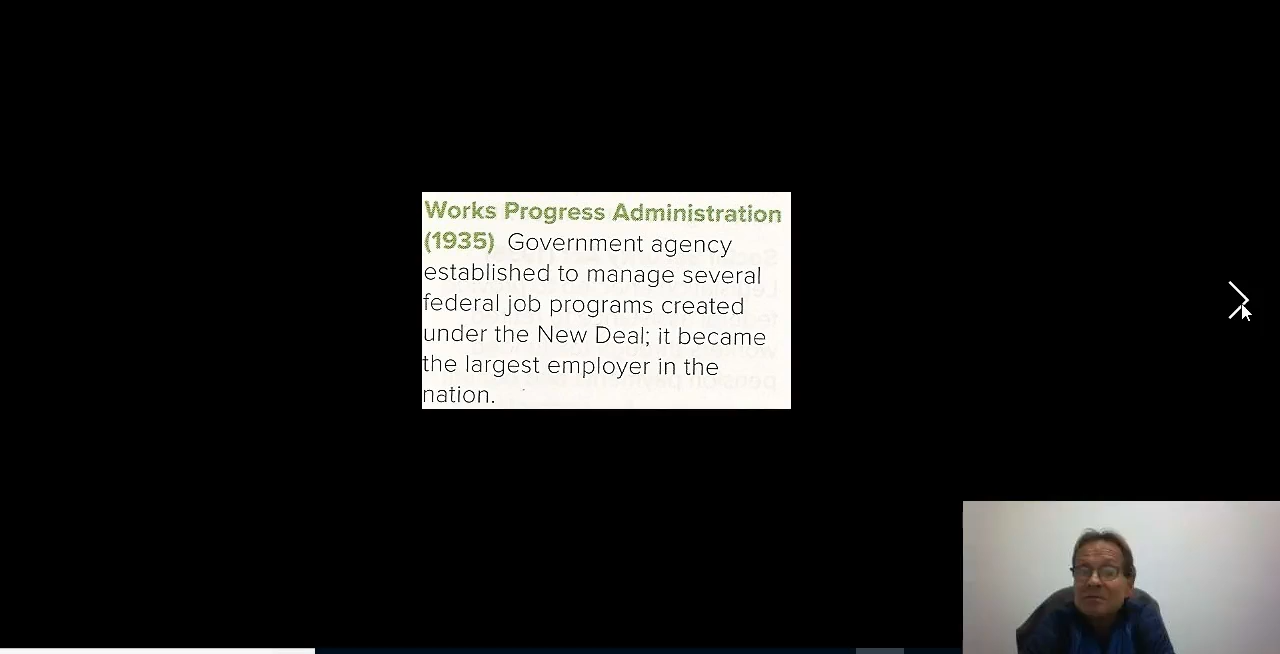 Works Progress Administration
(1935) Government agency
established to manage several
federal job programs created
under the New Deal; it became
the largest employer in the
nation.